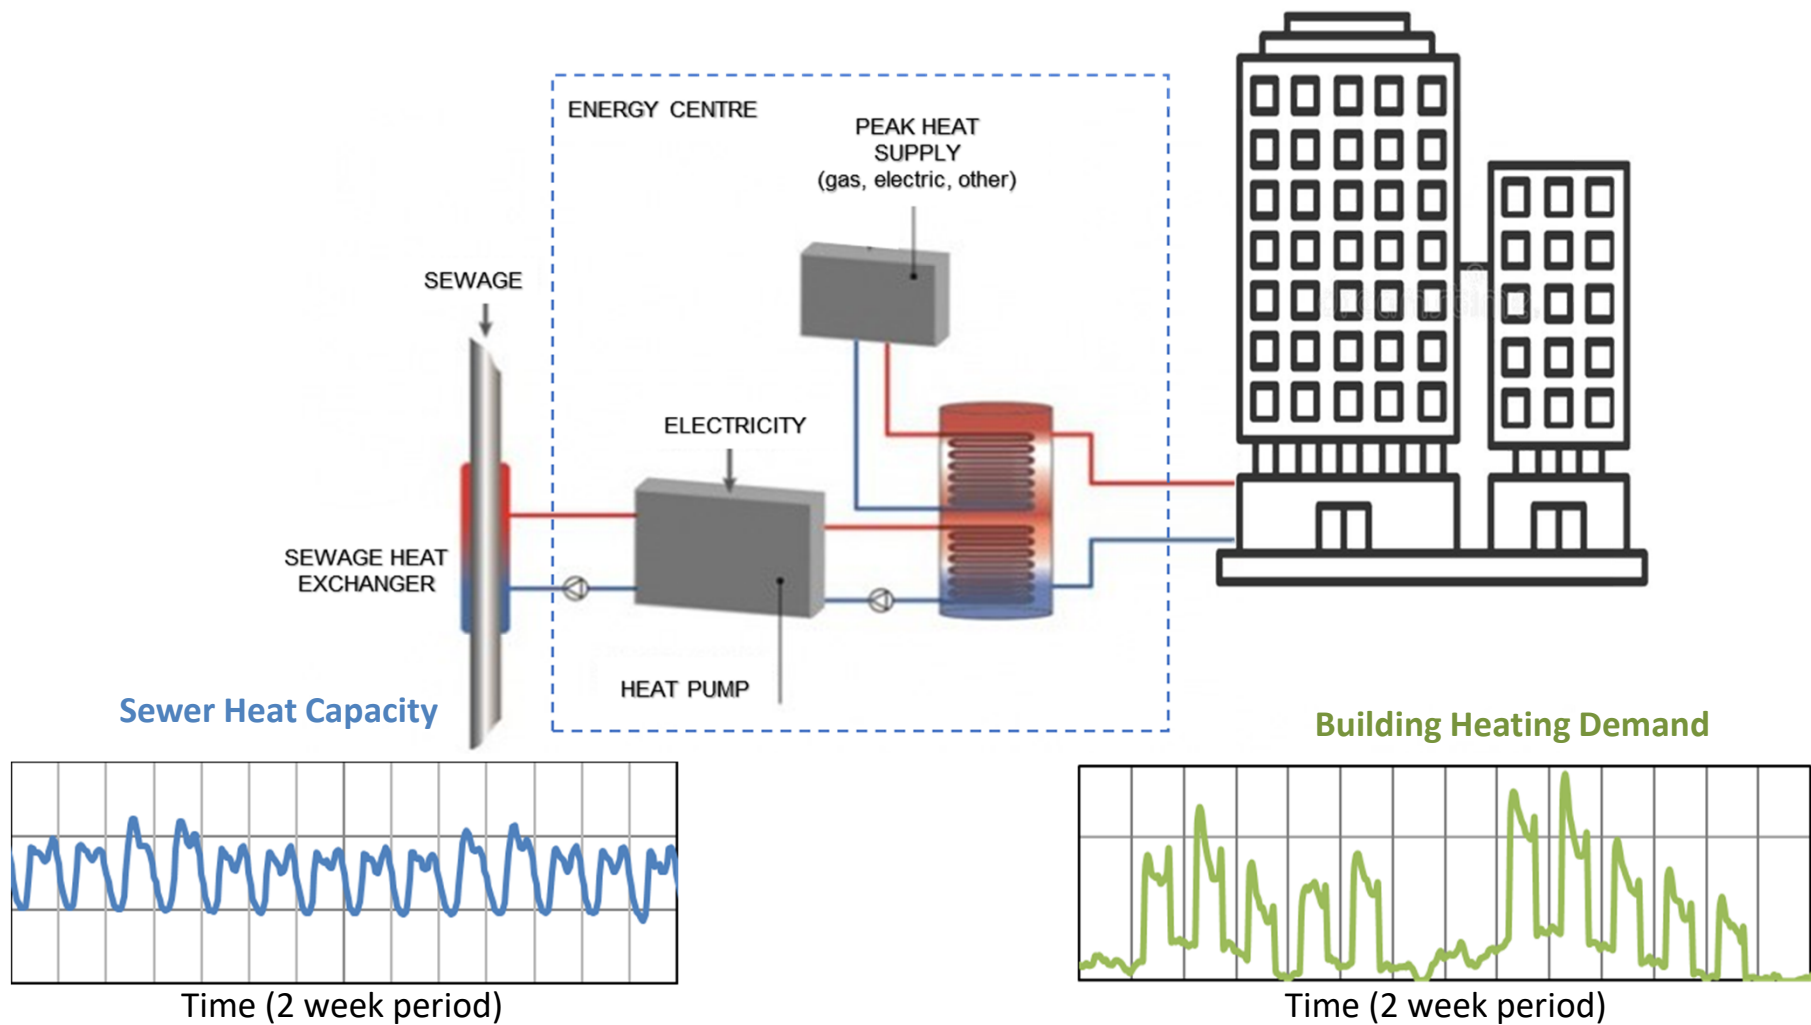 ENERGY CENTRE
PEAK HEAT
SUPPLY
(gas, electric, other)
SEWAGE
ELECTRICITY
SEWAGE HEAT
EXCHANGER
HEAT PUMP
Sewer Heat Capacity
Building Heating Demand
Time (2 week period)
Time (2 week period)